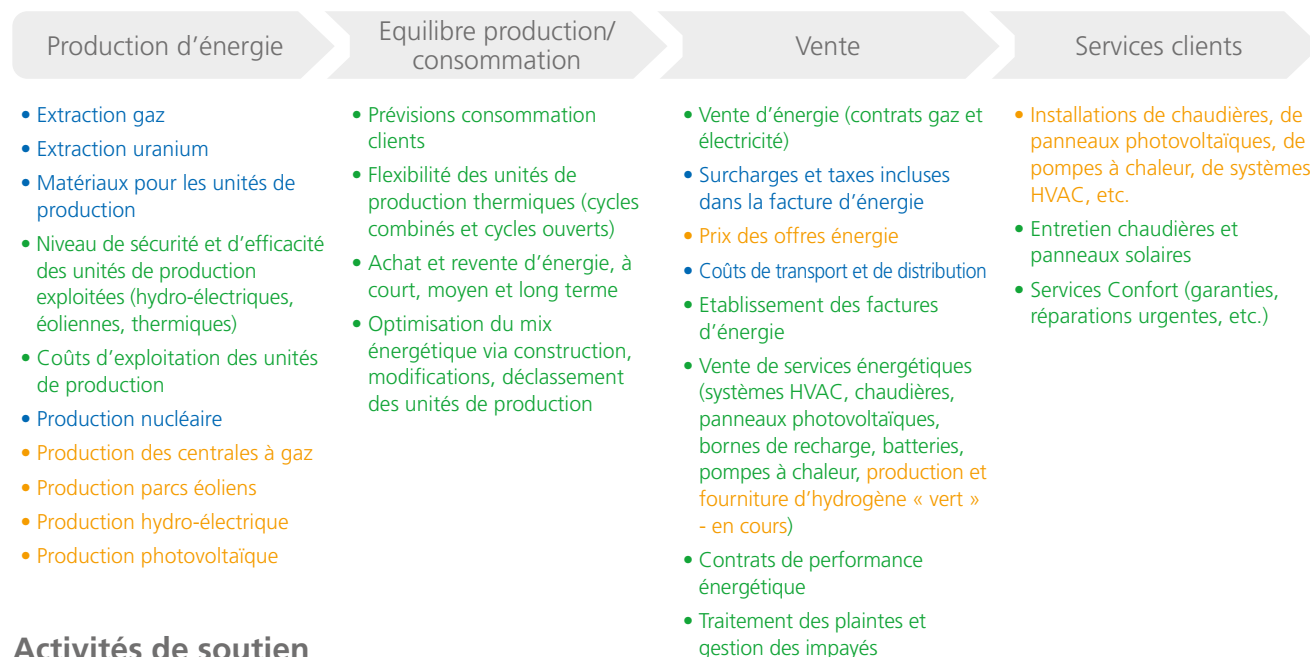 Production d’énergie
Equilibre production/
consommation
Vente
Services clients
• Extraction gaz
• Extraction uranium
• Matériaux pour les unités de
production
• Niveau de sécurité et d’efficacité
des unités de production
exploitées (hydro-électriques,
éoliennes, thermiques)
• Coûts d’exploitation des unités
de production
• Production nucléaire
• Production des centrales à gaz
• Production parcs éoliens
• Production hydro-électrique
• Production photovoltaïque
• Prévisions consommation
clients
• Flexibilité des unités de
production thermiques (cycles
combinés et cycles ouverts)
• Achat et revente d’énergie, à
court, moyen et long terme
• Optimisation du mix
énergétique via construction,
modifications, déclassement
des unités de production
• Vente d’énergie (contrats gaz et
électricité)
• Surcharges et taxes incluses
dans la facture d’énergie
• Prix des offres énergie
• Coûts de transport et de distribution
• Etablissement des factures
d’énergie
• Vente de services énergétiques
(systèmes HVAC, chaudières,
panneaux photovoltaïques,
bornes de recharge, batteries,
pompes à chaleur, production et
fourniture d’hydrogène « vert »
- en cours)
• Contrats de performance
énergétique
• Traitement des plaintes et
gestion des impayés
• Installations de chaudières, de
panneaux photovoltaïques, de
pompes à chaleur, de systèmes
HVAC, etc.
• Entretien chaudières et
panneaux solaires
• Services Confort (garanties,
réparations urgentes, etc.)
Activités de soutien